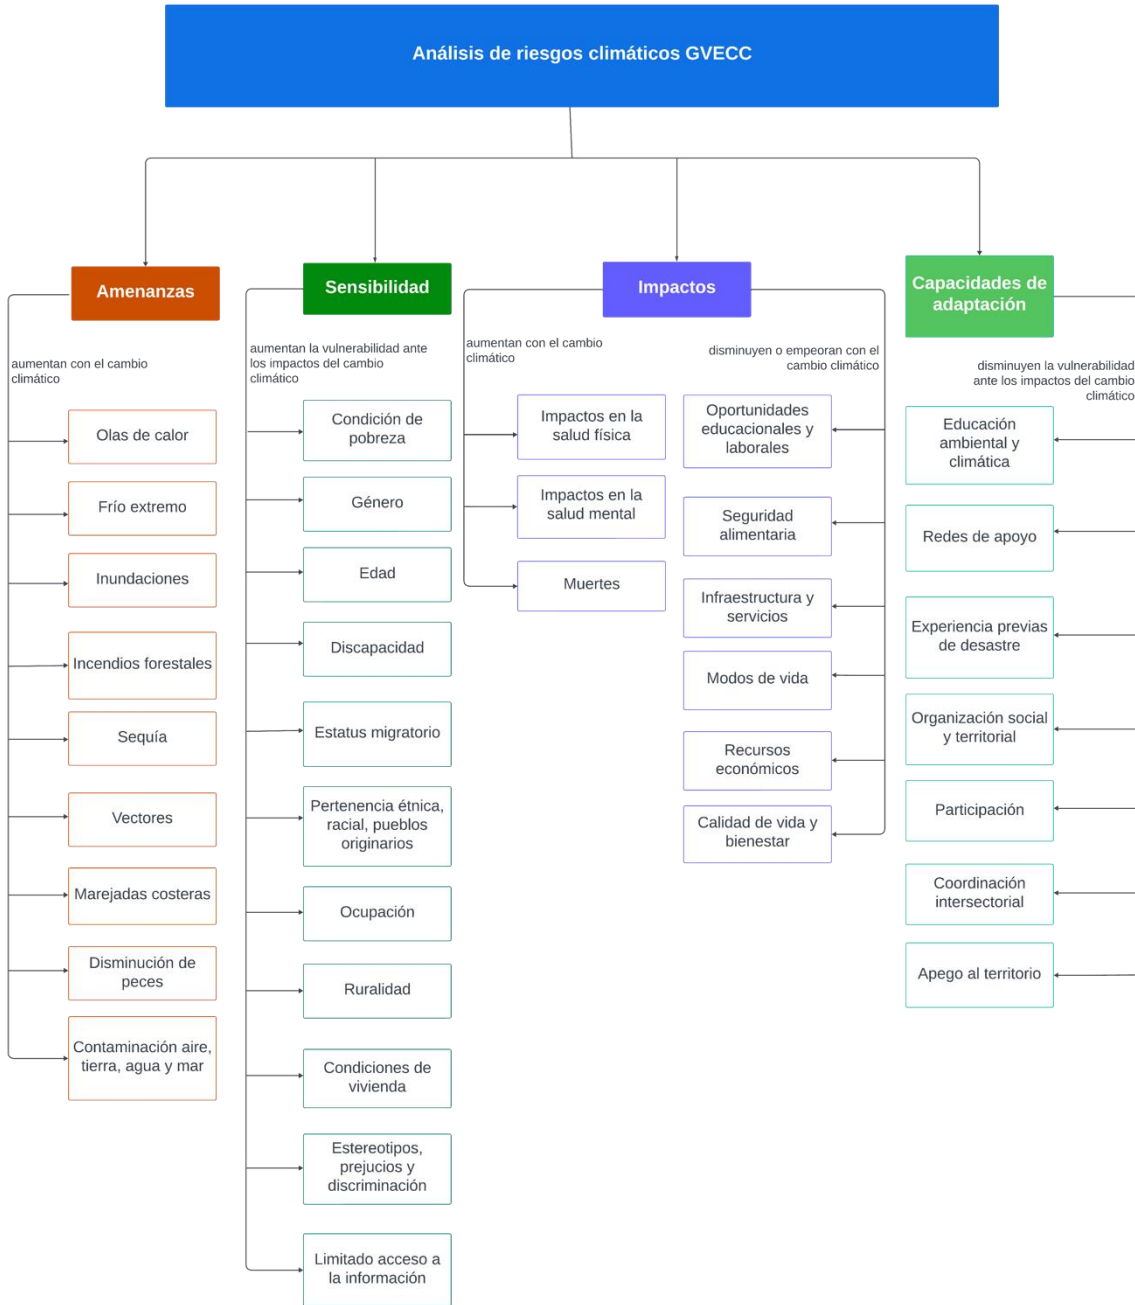 Análisis de riesgos climáticos GVECC
Amenanzas
aumentan con el cambio
climático
Olas de calor
Frío extremo
Inundaciones
Incendios forestales
Sequía
Vectores
Marejadas costeras
Disminución de
peces
Contaminación aire,
tierra, agua y mar
Sensibilidad
aumentan la vulnerabilidad ante
los impactos del cambio
climático
Condición de
pobreza
Género
Edad
Discapacidad
Estatus migratorio
Pertenencia étnica,
racial, pueblos
originarios
Ocupación
Ruralidad
Condiciones de
vivienda
Estereotipos,
prejucios y
discriminación
Limitado acceso a
la información
Impactos
aumentan con el cambio
climático
Impactos en la
salud física
Impactos en la
salud mental
Muertes
disminuyen o empeoran con el
cambio climático
Oportunidades
educacionales y
laborales
Seguridad
alimentaria
Infraestructura y
servicios
Modos de vida
Recursos
económicos
Calidad de vida y
bienestar
Capacidades de
adaptación
disminuyen la vulnerabilidad
ante los impactos del cambio
climático
Educación
ambiental y
climática
Redes de apoyo
Experiencia previas
de desastre
Organización social
y territorial
Participación
Coordinación
intersectorial
Apego al territorio